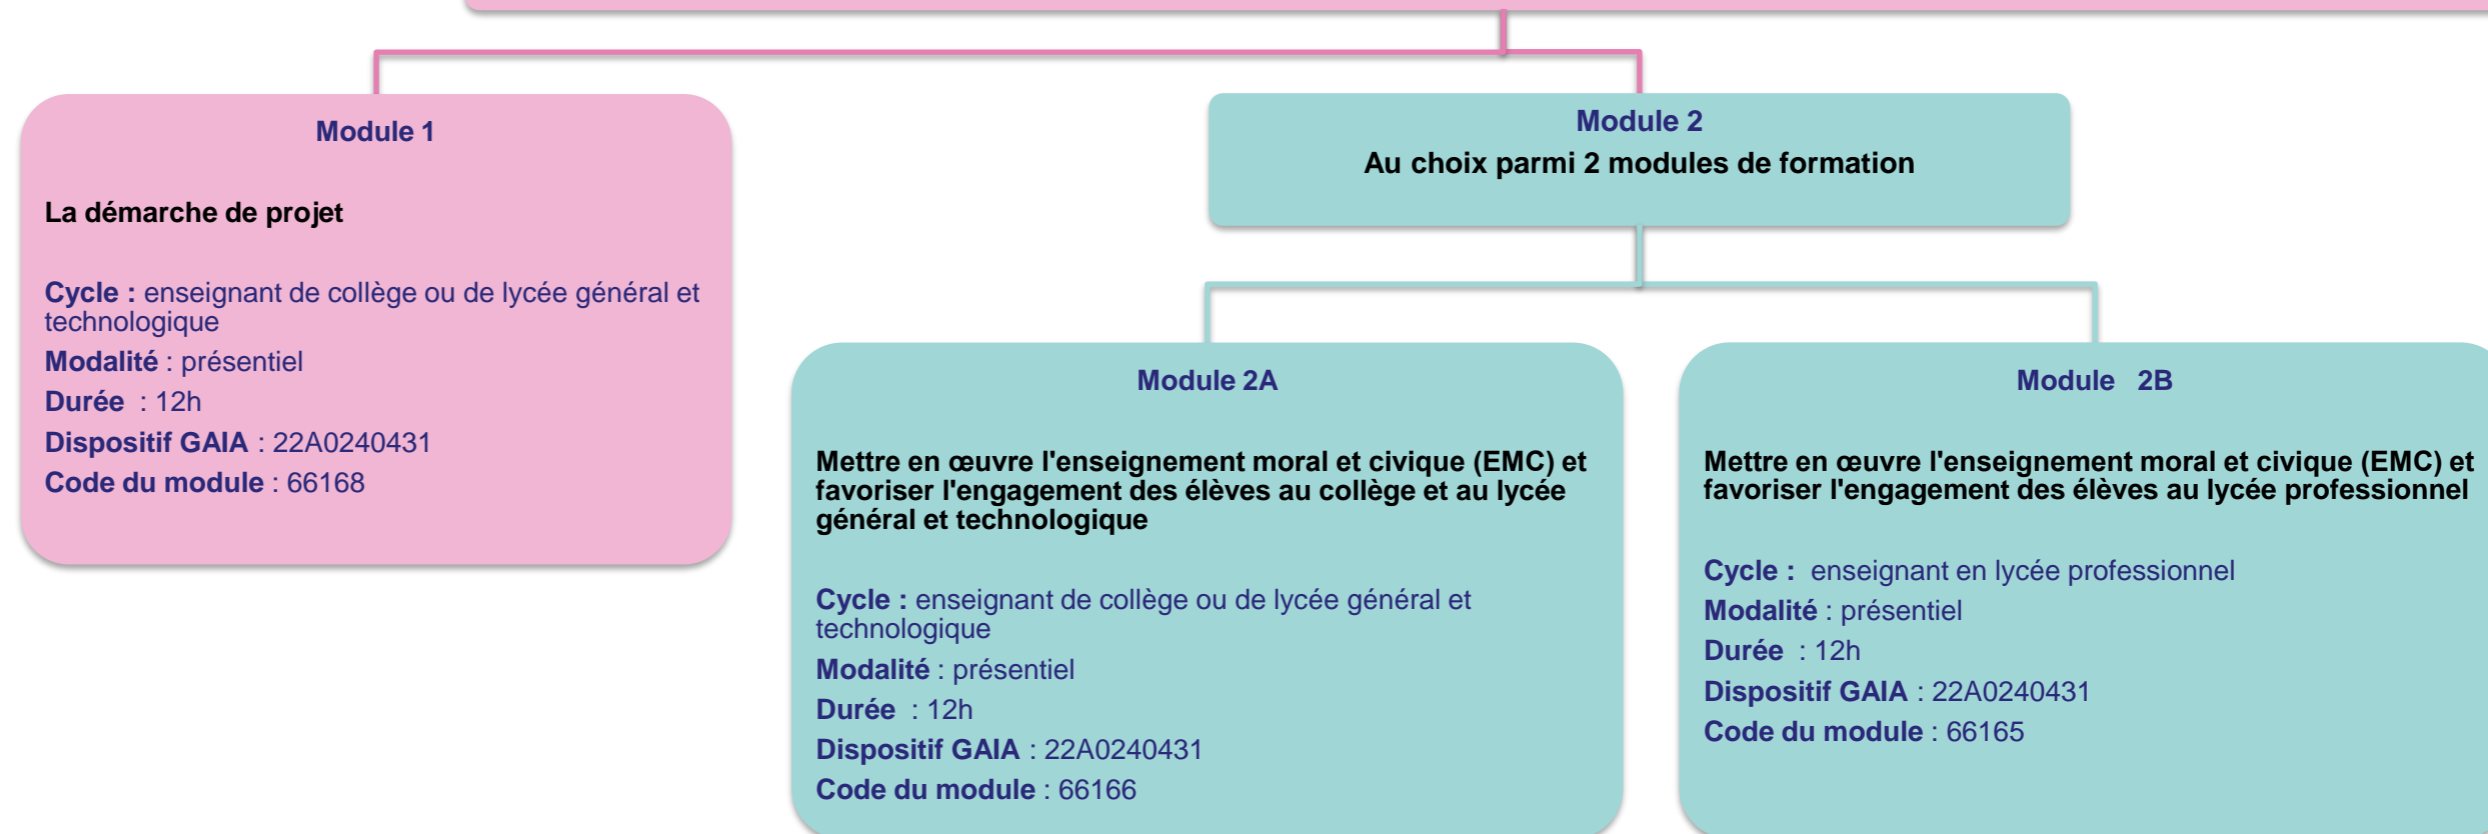 Module 1
La démarche de projet
Cycle : enseignant de collège ou de lycée général et
technologique
Modalité : présentiel
Durée : 12h
Dispositif GAIA : 22A0240431
Code du module : 66168
Module 2
Au choix parmi 2 modules de formation
Module 2A
Mettre en œuvre l'enseignement moral et civique (EMC) et
favoriser l'engagement des élèves au collège et au lycée
général et technologique
Cycle : enseignant de collège ou de lycée général et
technologique
Modalité : présentiel
Durée : 12h
Dispositif GAIA : 22A0240431
Code du module : 66166
Module 2B
Mettre en œuvre l'enseignement moral et civique (EMC) et
favoriser l'engagement des élèves au lycée professionnel
Cycle : enseignant en lycée professionnel
Modalité : présentiel
Durée : 12h
Dispositif GAIA : 22A0240431
Code du module : 66165